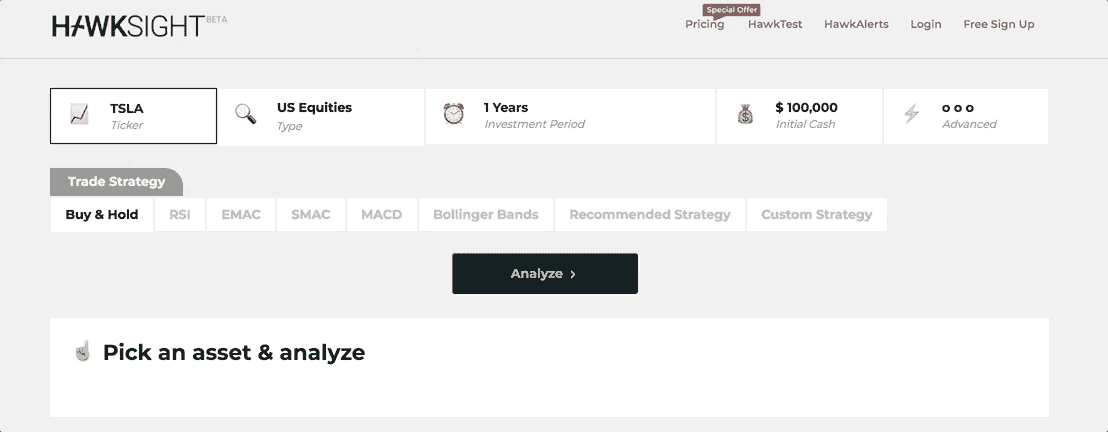 HAWKSIGHT BETA
Special Offer
Pricing HawkTest HawkAlerts Login Free Sign Up
TSLA US Equities 1 Years $ 100,000 o o o
Ticker Type Investment Period Initial Cash Advanced
Trade Strategy
Buy & Hold RSI EMAC SMAC MACD Bollinger Bands Recommended Strategy Custom Strategy
Analyze >
Pick an asset & analyze